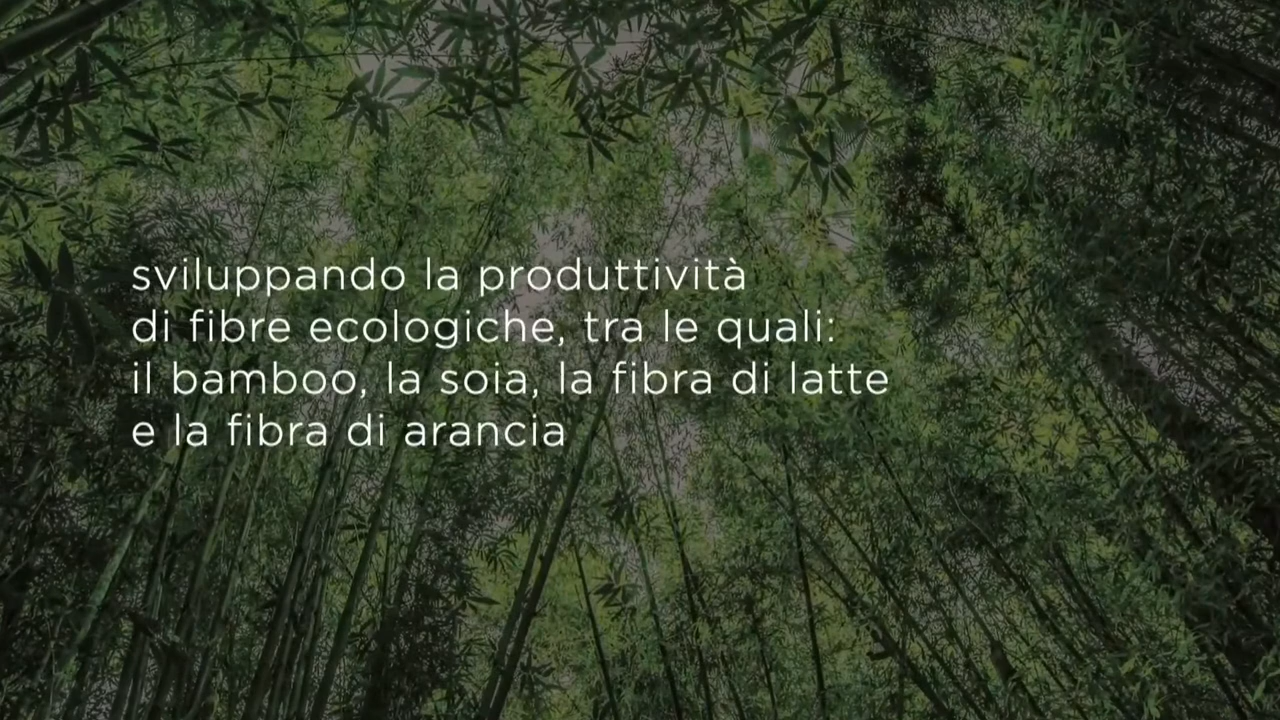 sviluppando la produttività
di fibre ecologiche, tra le quali:
il bamboo, la soia, la fibra di latte
e la fibra di arancia